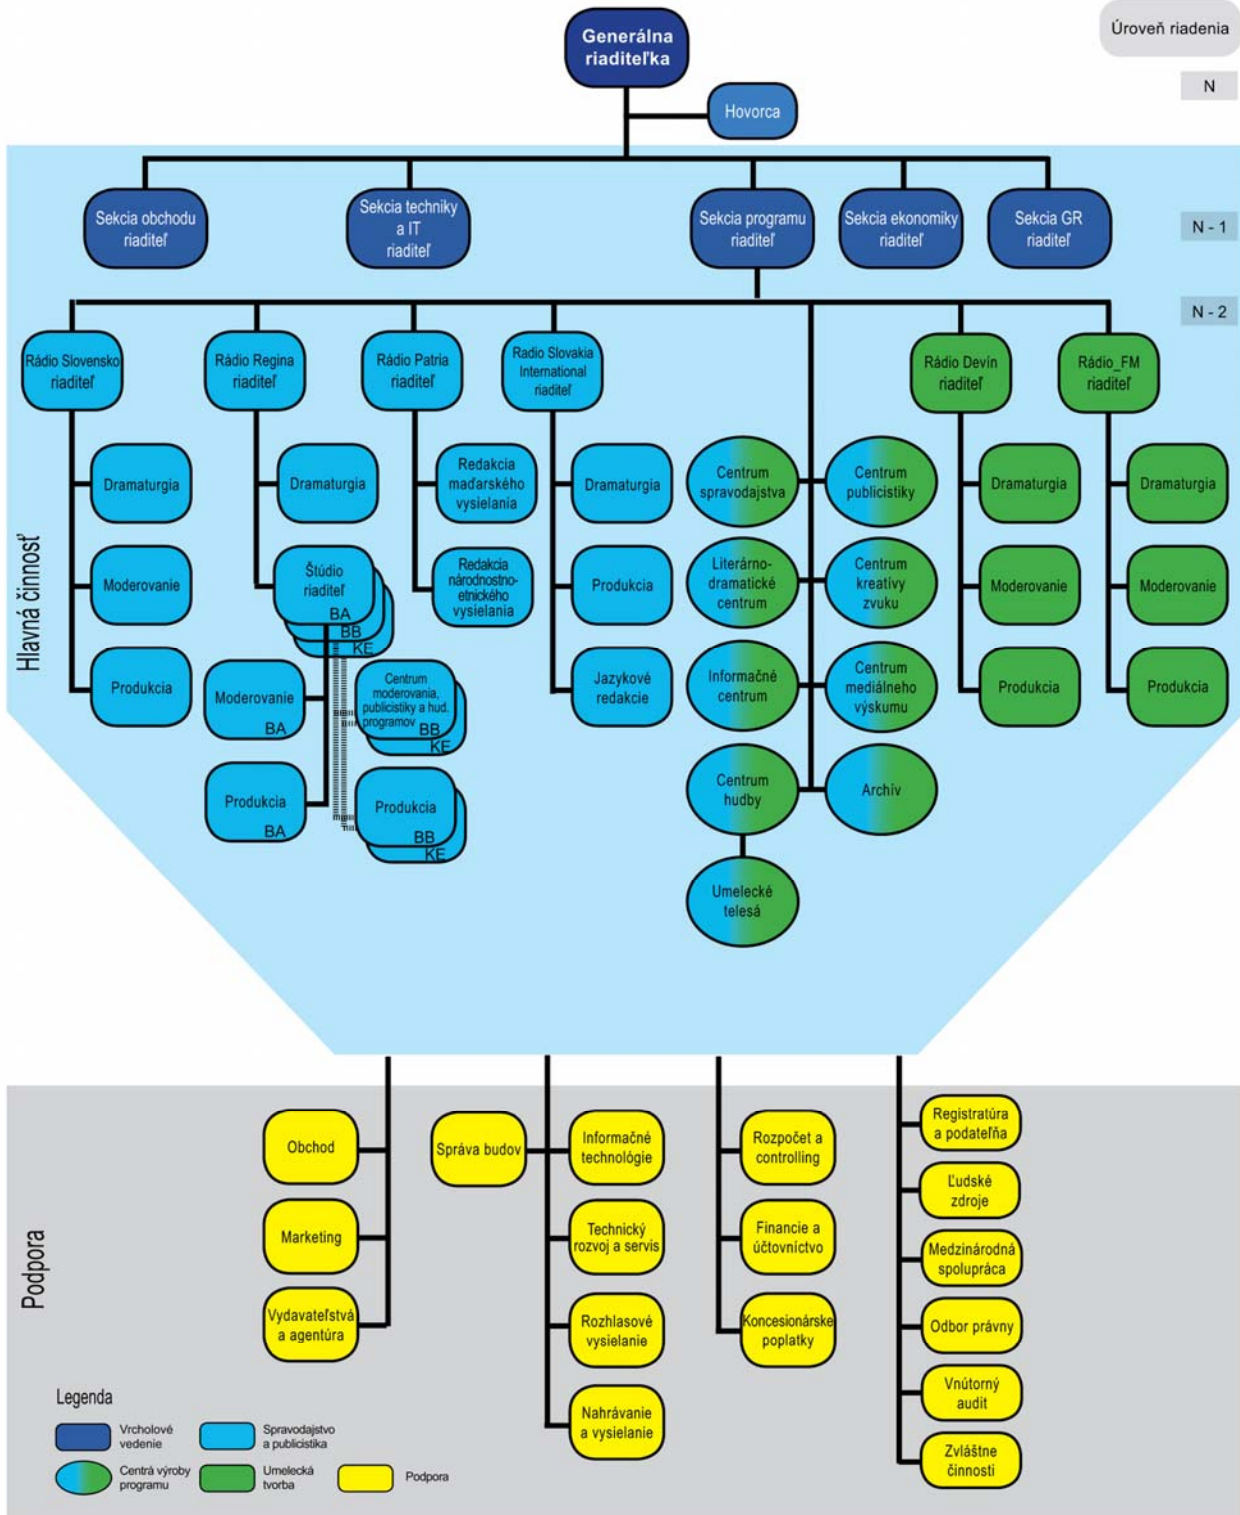 Úroveň riadenia
Generálna
riaditeľka
N
Hovorca
Sekcia obchodu
riaditeľ
Sekcia techniky
a IT
riaditeľ
Sekcia programu
riaditeľ
Sekcia ekonomiky
riaditeľ
Sekcia GR
riaditeľ
N - 1
N - 2
Rádio Slovensko
riaditeľ
Rádio Regina
riaditeľ
Rádio Patria
riaditeľ
Radio Slovakia
International
riaditeľ
Rádio Devín
riaditeľ
Rádio_FM
riaditeľ
Hlavná činnosť
Dramaturgia
Moderovanie
Produkcia
Dramaturgia
Štúdio
riaditeľ
BA
BB
KE
Moderovanie
BA
Produkcia
BA
Centrum
moderovania,
publicistiky a hud.
programov
BB
KE
Produkcia
BB
KE
Redakcia
maďarského
vysielania
Redakcia
národnostno-
etnického
vysielania
Dramaturgia
Produkcia
Jazykové
redakcie
Centrum
spravodajstva
Centrum
publicistiky
Literárno-
dramatické
centrum
Centrum
kreatívy
zvuku
Informačné
centrum
Centrum
mediálneho
výskumu
Centrum
hudby
Archív
Umelecké
telesá
Dramaturgia
Moderovanie
Produkcia
Dramaturgia
Moderovanie
Produkcia
Podpora
Obchod
Marketing
Vydavateľstvá
a agentúra
Správa budov
Informačné
technológie
Technický
rozvoj a servis
Rozhlasové
vysielanie
Nahrávanie
a vysielanie
Rozpočet a
controlling
Financie a
účtovníctvo
Koncesionárske
poplatky
Registratúra
a podateľňa
Ľudské
zdroje
Medzinárodná
spolupráca
Odbor právny
Vnútorný
audit
Zvláštne
činnosti
Legenda
Vrcholové
vedenie
Spravodajstvo
a publicistika
Centrá výroby
programu
Umelecká
tvorba
Podpora